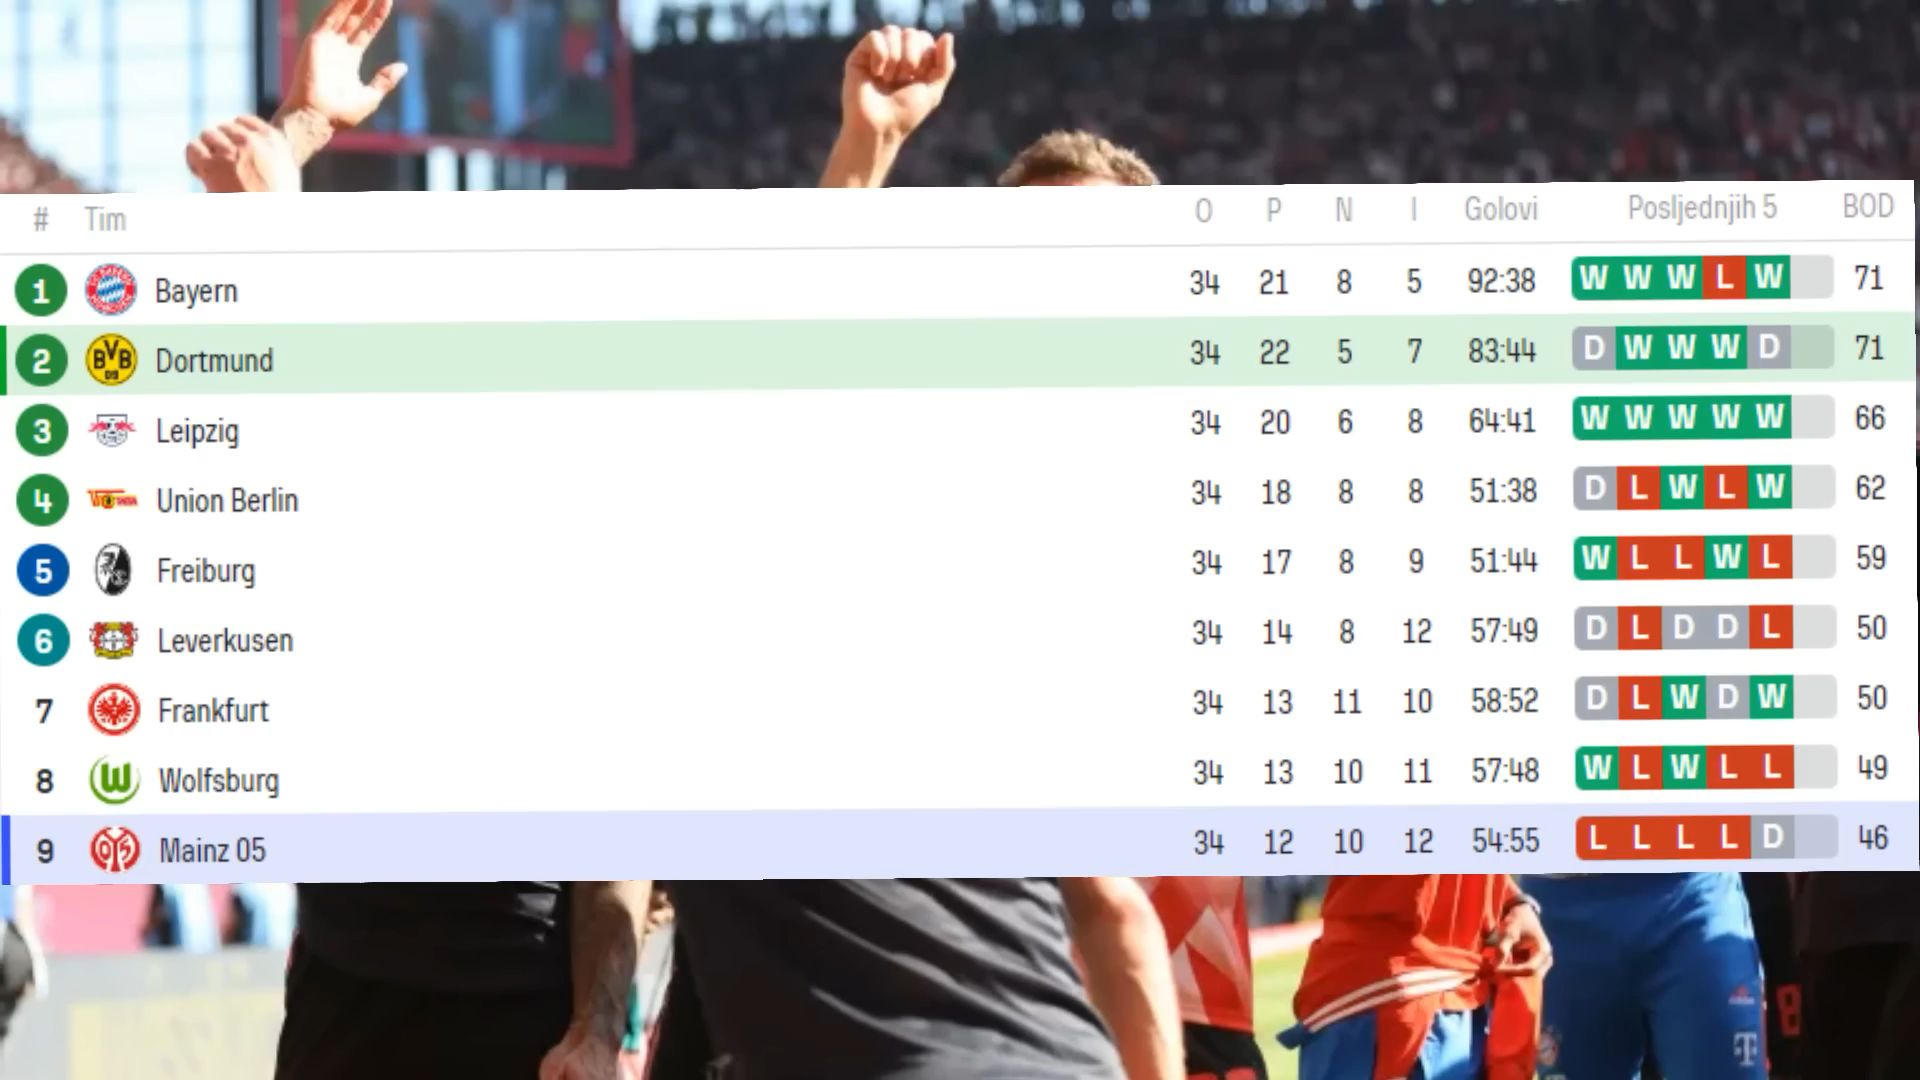 # Tim O P N I Golovi Posljednjih 5 BOD
1 Bayern 34 21 8 5 92:38 W W W L W 71
2 BVB 09 Dortmund 34 22 5 7 83:44 D W W W D 71
3 Leipzig 34 20 6 8 64:41 W W W W W 66
4 Union Berlin 34 18 8 8 51:38 D L W L W 62
5 Freiburg 34 17 8 9 51:44 W L L W L 59
6 Leverkusen 34 14 8 12 57:49 D L D D L 50
7 Frankfurt 34 13 11 10 58:52 D L W D W 50
8 W Wolfsburg 34 13 10 11 57:48 W L W L L 49
9 Mainz 05 34 12 10 12 54:55 L L L L D 46
T